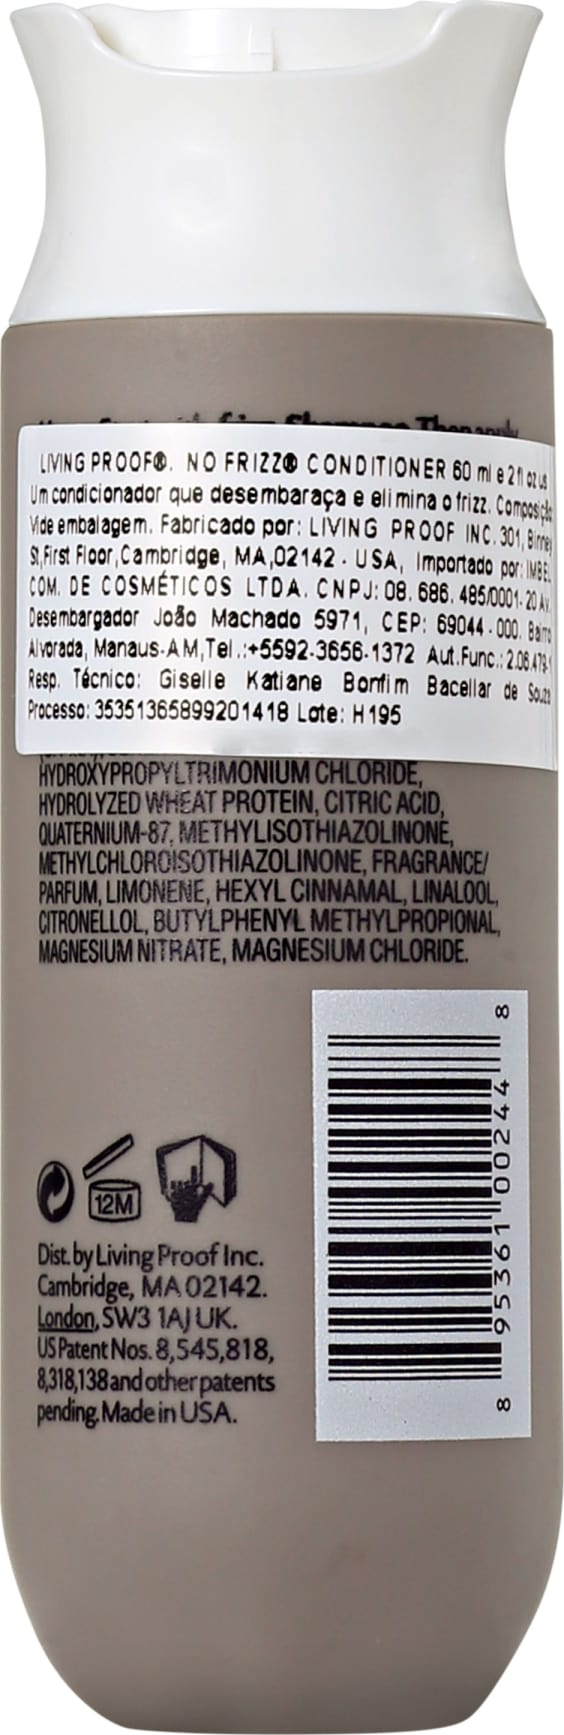 frizz Shampoo. Then apply
LIVING PROOF®. NO FRIZZ® CONDITIONER 60 ml e 2 fl oz us
Um condicionador que desembaraça e elimina o frizz. Composição
Vide embalagem. Fabricado por: LIVING PROOF INC. 301, Binney
St, First Floor, Cambridge, MA, 02142 - USA, Importado por: IMBEL
COM. DE COSMÉTICOS LTDA. CNPJ: 08. 686. 485/0001- 20 Av.
Desembargador João Machado 5971, CEP: 69044 - 000. Bairro
Alvorada, Manaus-AM, Tel.:+5592-3656-1372 Aut.Func.: 2.06.479-1
Resp. Técnico: Giselle Katiane Bonfim Bacellar de Souza
Processo: 35351365899201418 Lote: H195
HYDROXYPROPYLTRIMONIUM CHLORIDE,
HYDROLYZED WHEAT PROTEIN, CITRIC ACID,
QUATERNIUM-87, METHYLISOTHIAZOLINONE,
METHYLCHLOROISOTHIAZOLINONE, FRAGRANCE/
PARFUM, LIMONENE, HEXYL CINNAMAL, LINALOOL,
CITRONELLOL, BUTYLPHENYL METHYLPROPIONAL,
MAGNESIUM NITRATE, MAGNESIUM CHLORIDE.
8 95361 00244 8
12M
Dist. by Living Proof Inc.
Cambridge, MA 02142.
London, SW3 1AJ UK.
US Patent Nos. 8,545,818,
8,318,138 and other patents
pending. Made in USA.